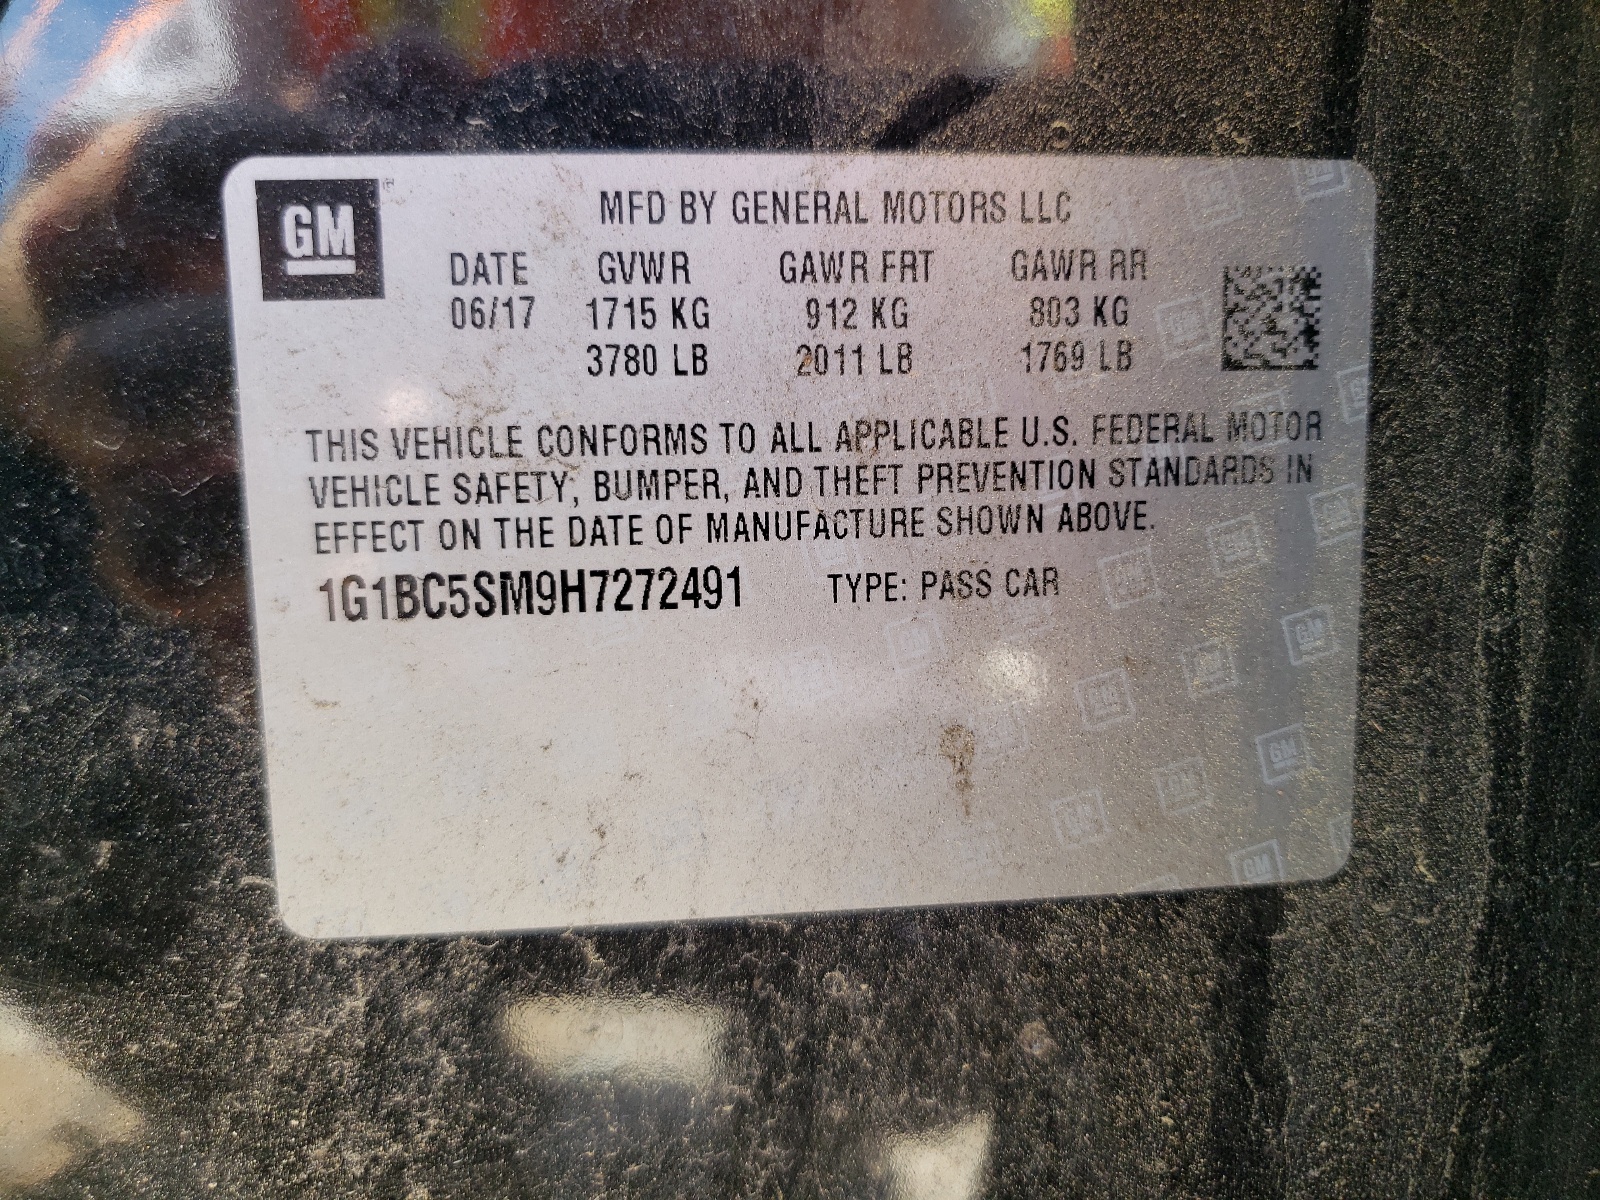 GM
MFD BY GENERAL MOTORS LLC
DATE GVWR GAWR FRT GAWR RR
06/17 1715 KG 912 KG 803 KG
3780 LB 2011 LB 1769 LB
THIS VEHICLE CONFORMS TO ALL APPLICABLE U.S. FEDERAL MOTOR
VEHICLE SAFETY, BUMPER, AND THEFT PREVENTION STANDARDS IN
EFFECT ON THE DATE OF MANUFACTURE SHOWN ABOVE.
1G1BC5SM9H7272491 TYPE: PASS CAR